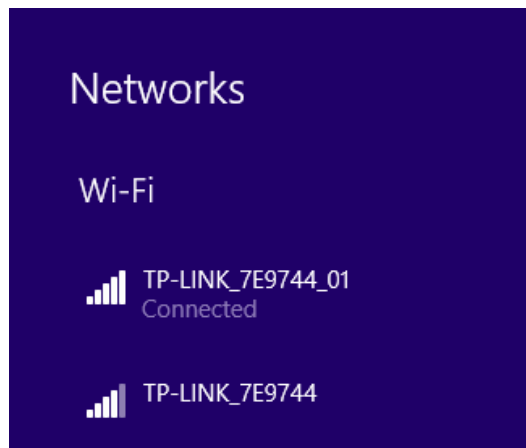 Networks
Wi-Fi
TP-LINK_7E9744_01
Connected
TP-LINK_7E9744